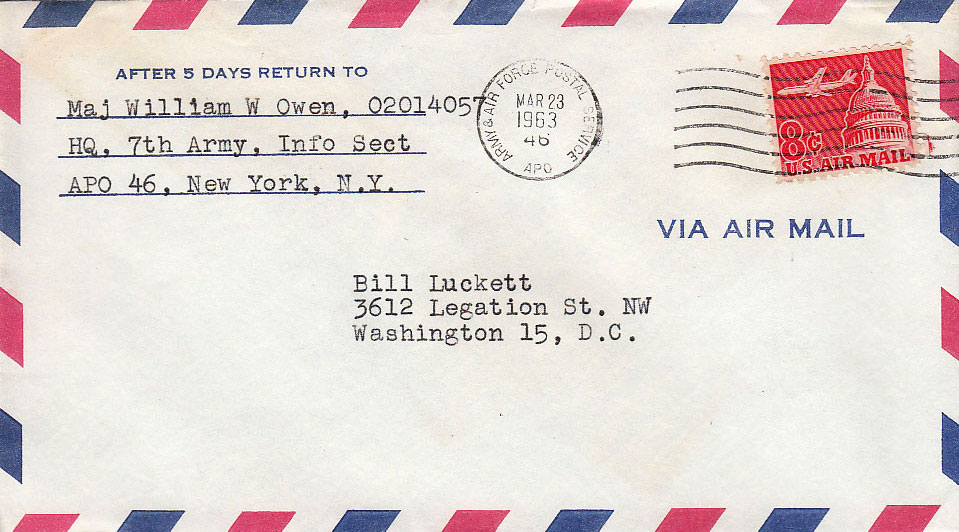 AFTER 5 DAYS RETURN TO
Maj William W Owen, O2014057
HQ, 7th Army, Info Sect
APO 46, New York, N.Y.
ARMY & AIR FORCE POSTAL SERVICE
MAR 23
1963
46
APO
8¢
U.S. AIR MAIL
VIA AIR MAIL
Bill Luckett
3612 Legation St. NW
Washington 15, D.C.